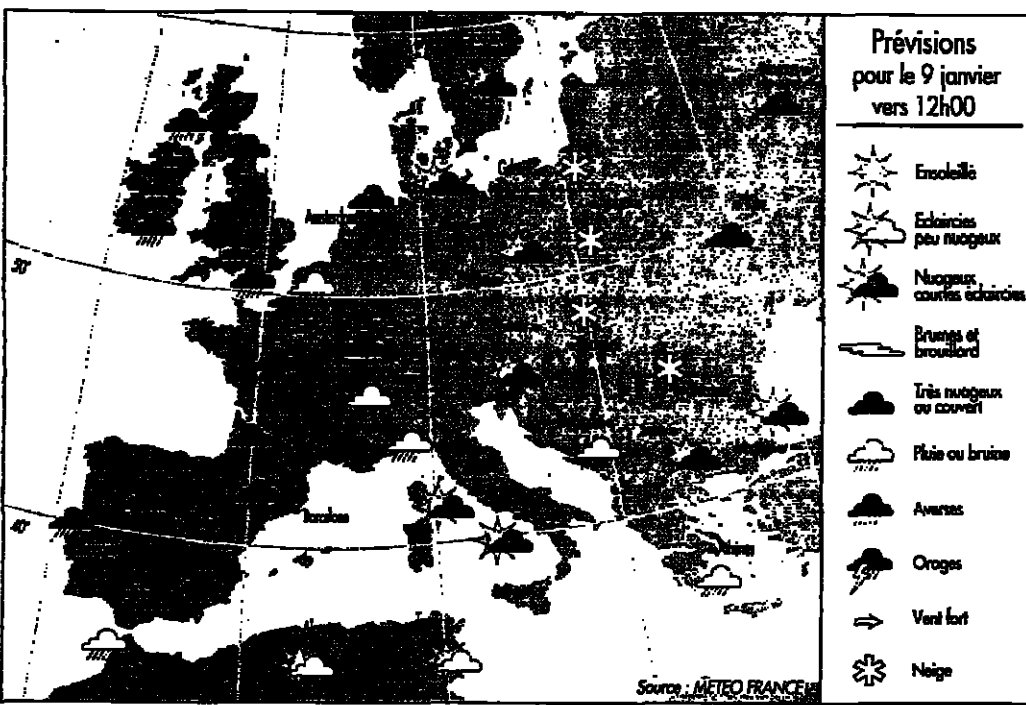 Prévisions
pour le 9 janvier
vers 12h00
Ensoleillé
Eclaircies
peu nuageux
Nuageux
courtes éclaircies
Brumes et
brouillard
Très nuageux
ou couvert
Pluie ou bruine
Averses
Orages
Vent fort
Neige
50°
40°
Source : METEO FRANCE